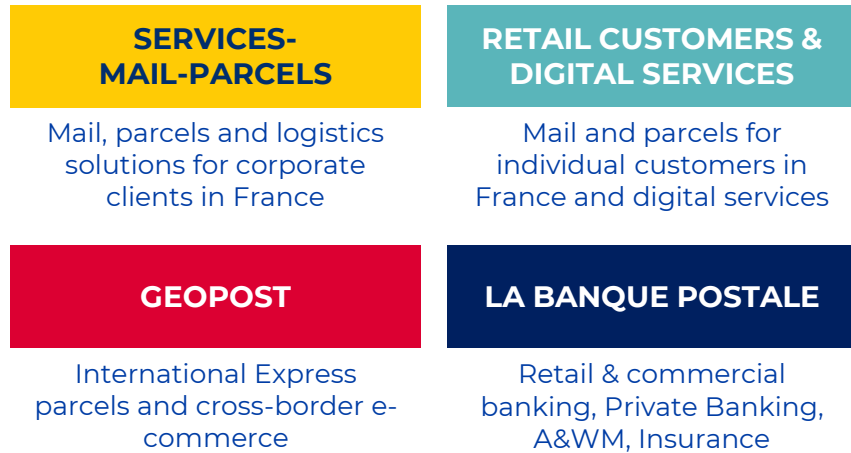 SERVICES-
MAIL-PARCELS
Mail, parcels and logistics
solutions for corporate
clients in France
RETAIL CUSTOMERS &
DIGITAL SERVICES
Mail and parcels for
individual customers in
France and digital services
GEOPOST
International Express
parcels and cross-border e-
commerce
LA BANQUE POSTALE
Retail & commercial
banking, Private Banking,
A&WM, Insurance